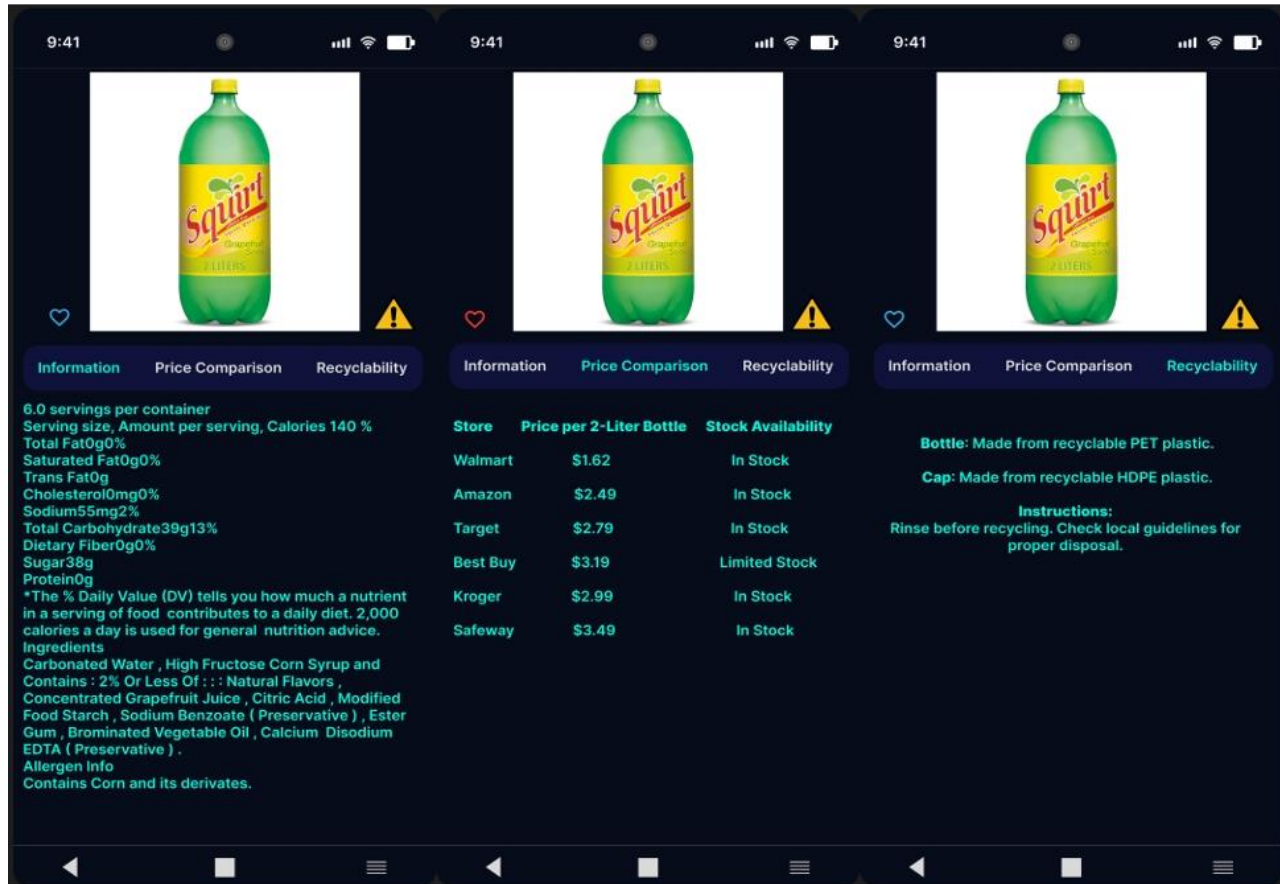 9:41
Squirt
Grapefruit
Soda
2 LITERS
Information Price Comparison Recyclability
6.0 servings per container
Serving size, Amount per serving, Calories 140 %
Total Fat0g0%
Saturated Fat0g0%
Trans Fat0g
Cholesterol0mg0%
Sodium55mg2%
Total Carbohydrate39g13%
Dietary Fiber0g0%
Sugar38g
Protein0g
*The % Daily Value (DV) tells you how much a nutrient
in a serving of food contributes to a daily diet. 2,000
calories a day is used for general nutrition advice.
Ingredients
Carbonated Water , High Fructose Corn Syrup and
Contains : 2% Or Less Of : : : Natural Flavors ,
Concentrated Grapefruit Juice , Citric Acid , Modified
Food Starch , Sodium Benzoate ( Preservative ) , Ester
Gum , Brominated Vegetable Oil , Calcium Disodium
EDTA ( Preservative ) .
Allergen Info
Contains Corn and its derivates.
9:41
Squirt
Grapefruit
Soda
2 LITERS
Information Price Comparison Recyclability
Store Price per 2-Liter Bottle Stock Availability
Walmart $1.62 In Stock
Amazon $2.49 In Stock
Target $2.79 In Stock
Best Buy $3.19 Limited Stock
Kroger $2.99 In Stock
Safeway $3.49 In Stock
9:41
Squirt
Grapefruit
Soda
2 LITERS
Information Price Comparison Recyclability
Bottle: Made from recyclable PET plastic.
Cap: Made from recyclable HDPE plastic.
Instructions:
Rinse before recycling. Check local guidelines for
proper disposal.